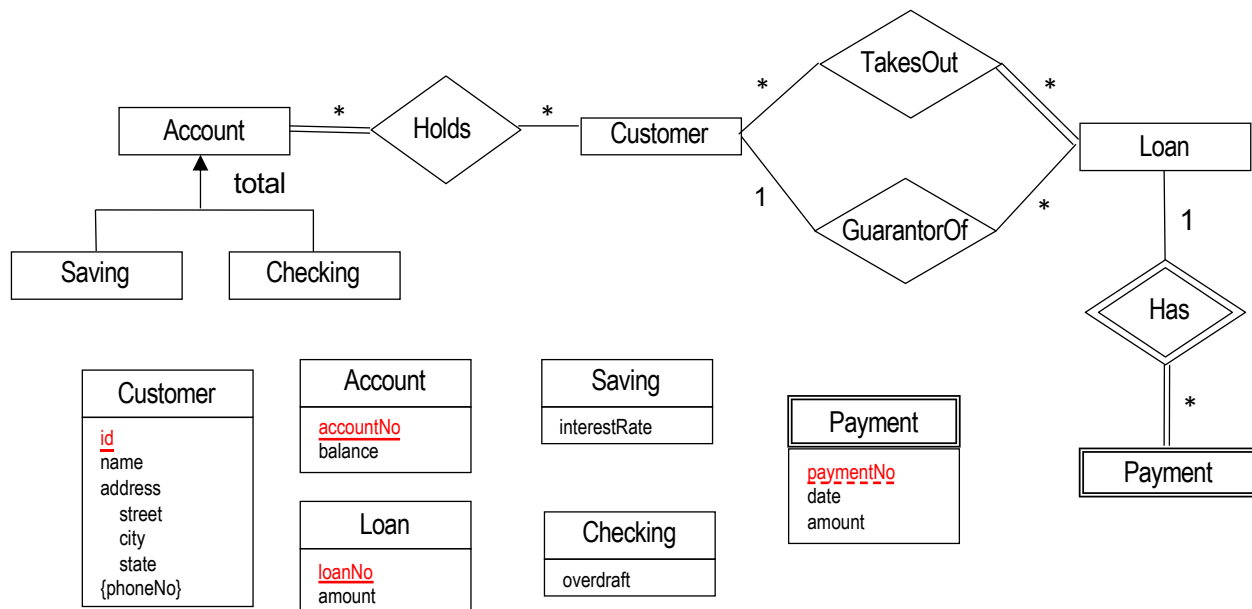 TakesOut
*
*
*
*
Account
Holds
Customer
Loan
total
1
*
1
GuarantorOf
Saving
Checking
Has
*
Payment
Customer
id
name
address
street
city
state
{phoneNo}
Account
accountNo
balance
Loan
loanNo
amount
Saving
interestRate
Checking
overdraft
Payment
paymentNo
date
amount